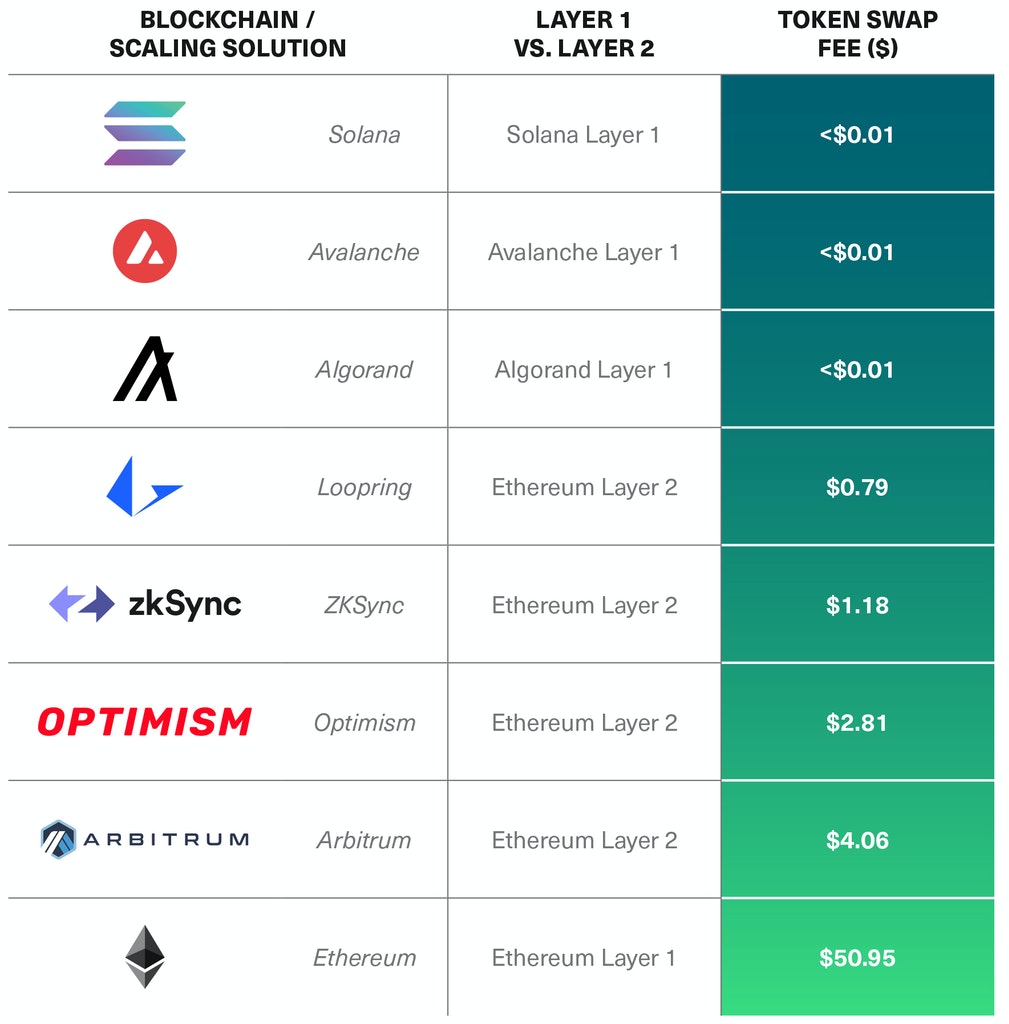 BLOCKCHAIN /
SCALING SOLUTION
LAYER 1
VS. LAYER 2
TOKEN SWAP
FEE ($)
Solana
Solana Layer 1
<$0.01
Avalanche
Avalanche Layer 1
<$0.01
Algorand
Algorand Layer 1
<$0.01
Loopring
Ethereum Layer 2
$0.79
zkSync
ZKSync
Ethereum Layer 2
$1.18
OPTIMISM
Optimism
Ethereum Layer 2
$2.81
ARBITRUM
Arbitrum
Ethereum Layer 2
$4.06
Ethereum
Ethereum Layer 1
$50.95